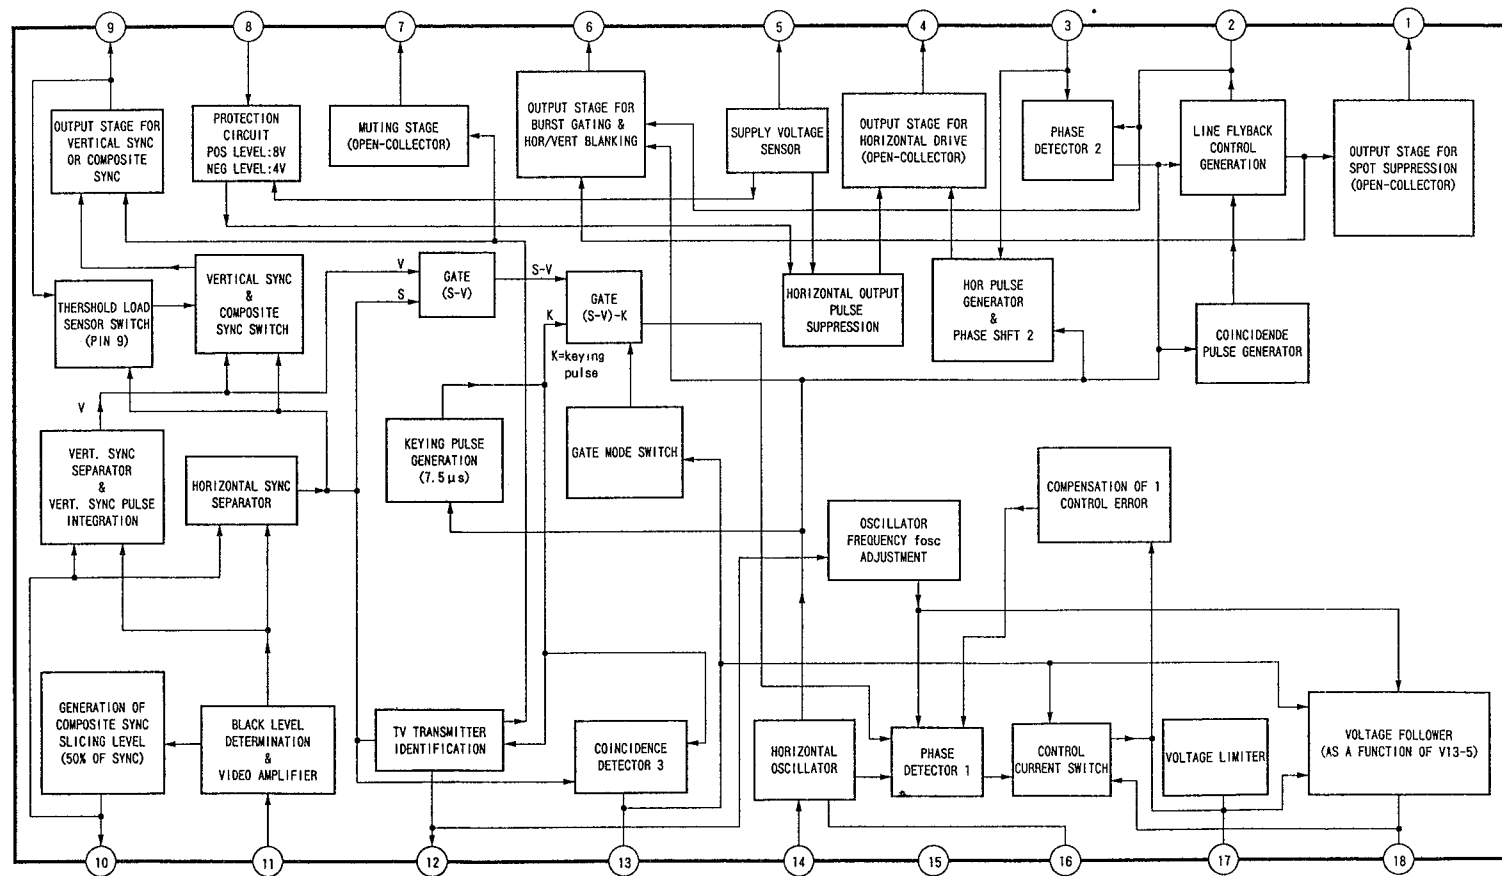 9
8
7
6
5
4
3
2
1
OUTPUT STAGE FOR
VERTICAL SYNC
OR COMPOSITE
SYNC
PROTECTION
CIRCUIT
POS LEVEL:8V
NEG LEVEL:4V
MUTING STAGE
(OPEN-COLLECTOR)
OUTPUT STAGE FOR
BURST GATING &
HOR/VERT BLANKING
SUPPLY VOLTAGE
SENSOR
OUTPUT STAGE FOR
HORIZONTAL DRIVE
(OPEN-COLLECTOR)
PHASE
DETECTOR 2
LINE FLYBACK
CONTROL
GENERATION
OUTPUT STAGE FOR
SPOT SUPPRESSION
(OPEN-COLLECTOR)
THERSHOLD LOAD
SENSOR SWITCH
(PIN 9)
VERTICAL SYNC
&
COMPOSITE
SYNC SWITCH
V
S
GATE
(S-V)
S-V
K
GATE
(S-V)-K
K=keying
pulse
HORIZONTAL OUTPUT
PULSE
SUPPRESSION
HOR PULSE
GENERATOR
&
PHASE SHFT 2
COINCIDENDE
PULSE GENERATOR
V
VERT. SYNC
SEPARATOR
&
VERT. SYNC PULSE
INTEGRATION
HORIZONTAL SYNC
SEPARATOR
KEYING PULSE
GENERATION
(7.5µs)
GATE MODE SWITCH
OSCILLATOR
FREQUENCY fosc
ADJUSTMENT
COMPENSATION OF 1
CONTROL ERROR
GENERATION OF
COMPOSITE SYNC
SLICING LEVEL
(50% OF SYNC)
BLACK LEVEL
DETERMINATION
&
VIDEO AMPLIFIER
TV TRANSMITTER
IDENTIFICATION
COINCIDENCE
DETECTOR 3
HORIZONTAL
OSCILLATOR
PHASE
DETECTOR 1
CONTROL
CURRENT SWITCH
VOLTAGE LIMITER
VOLTAGE FOLLOWER
(AS A FUNCTION OF V13-5)
10
11
12
13
14
15
16
17
18